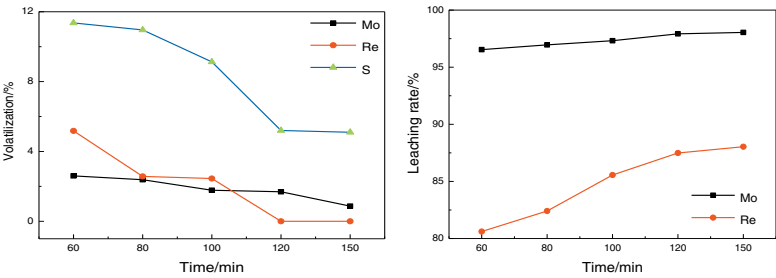 12
8
4
0
Volatilization/%
Mo
Re
S
60 80 100 120 150
Time/min
100
95
90
85
80
Leaching rate/%
Mo
Re
60 80 100 120 150
Time/min